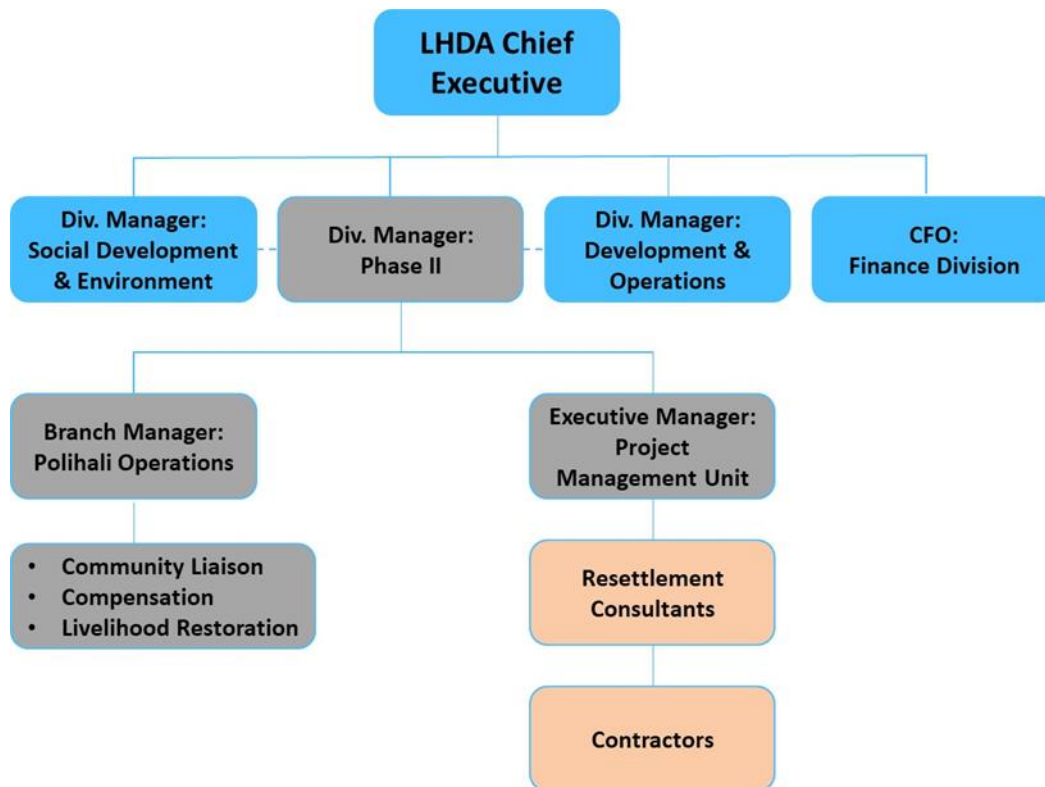 LHDA Chief
Executive
Div. Manager:
Social Development
& Environment
Div. Manager:
Phase II
Div. Manager:
Development &
Operations
CFO:
Finance Division
Branch Manager:
Polihali Operations
Executive Manager:
Project
Management Unit
• Community Liaison
• Compensation
• Livelihood Restoration
Resettlement
Consultants
Contractors